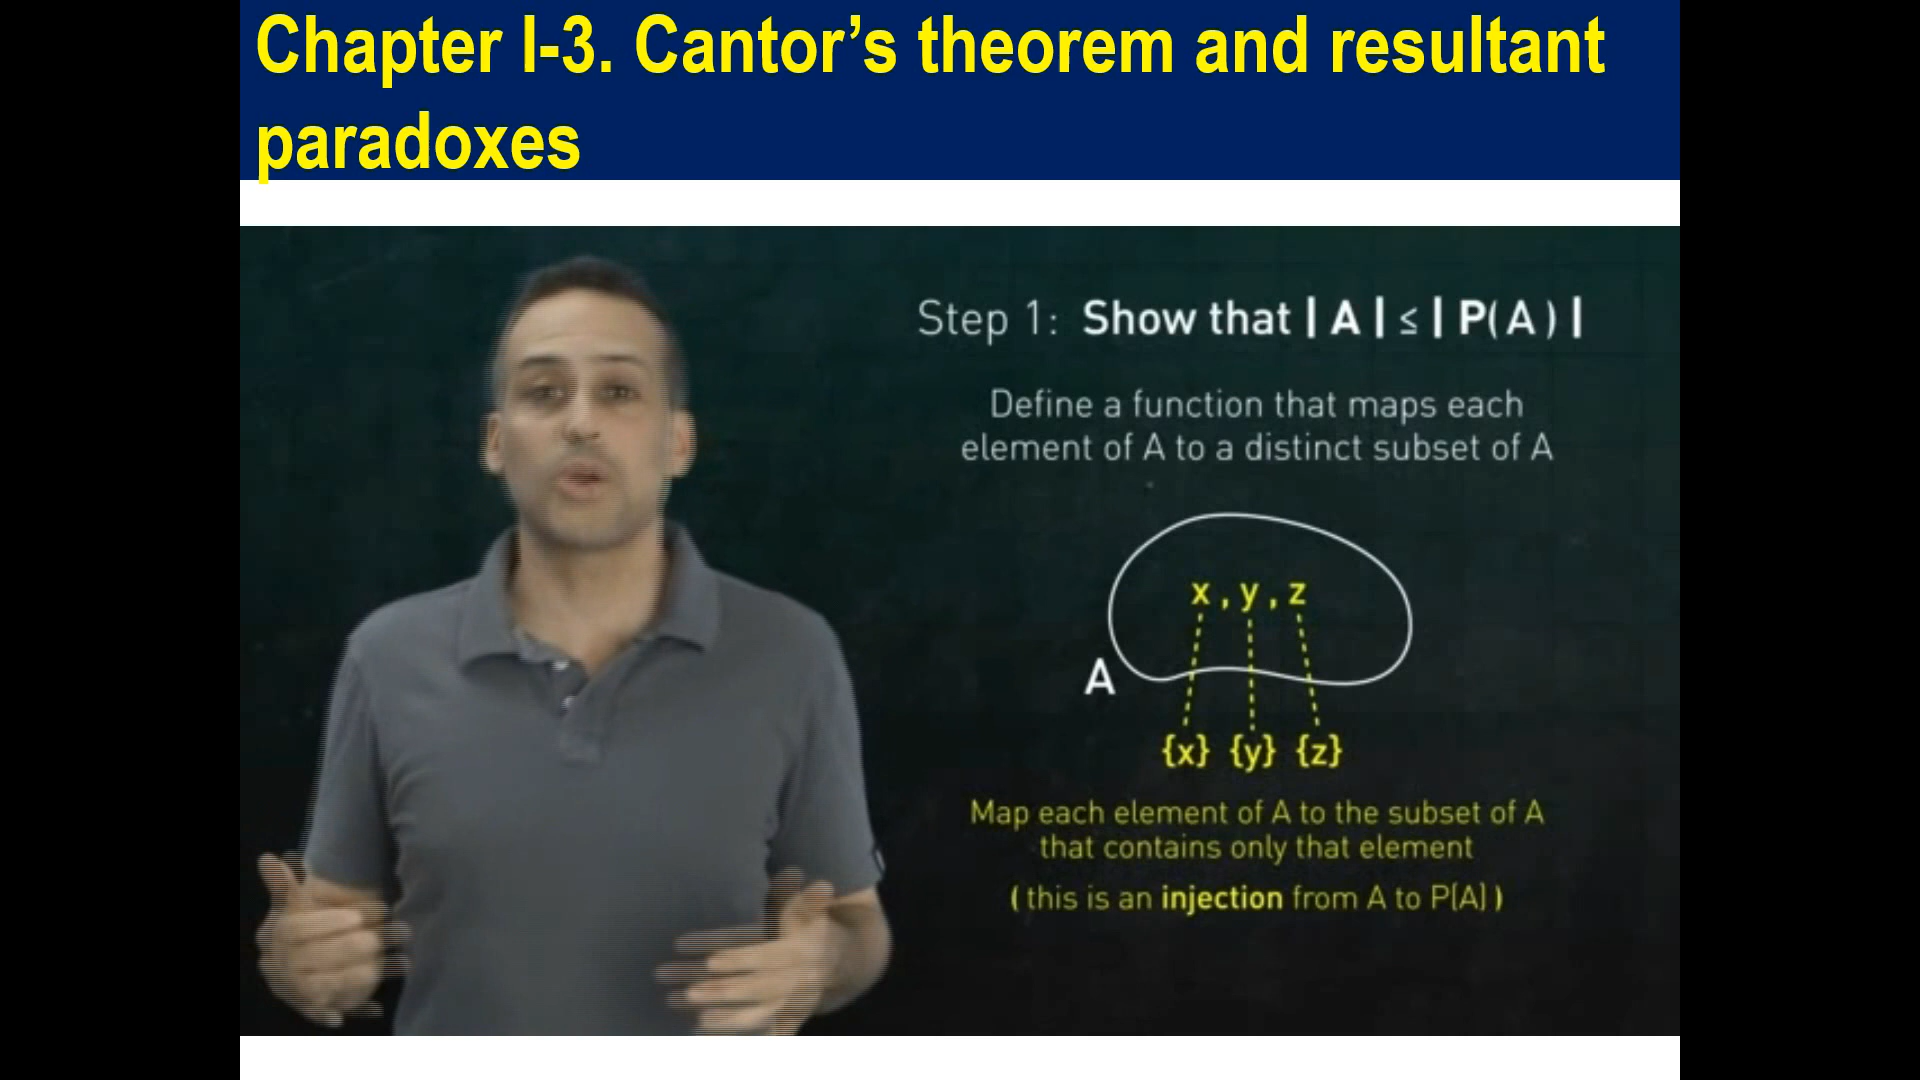 Chapter I-3. Cantor’s theorem and resultant
paradoxes
Step 1: Show that | A | ≤ | P( A ) |
Define a function that maps each
element of A to a distinct subset of A
x , y , z
A
{x} {y} {z}
Map each element of A to the subset of A
that contains only that element
( this is an injection from A to P(A) )